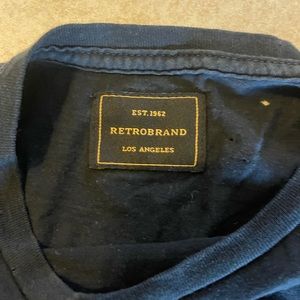 EST. 1962
RETROBRAND
LOS ANGELES